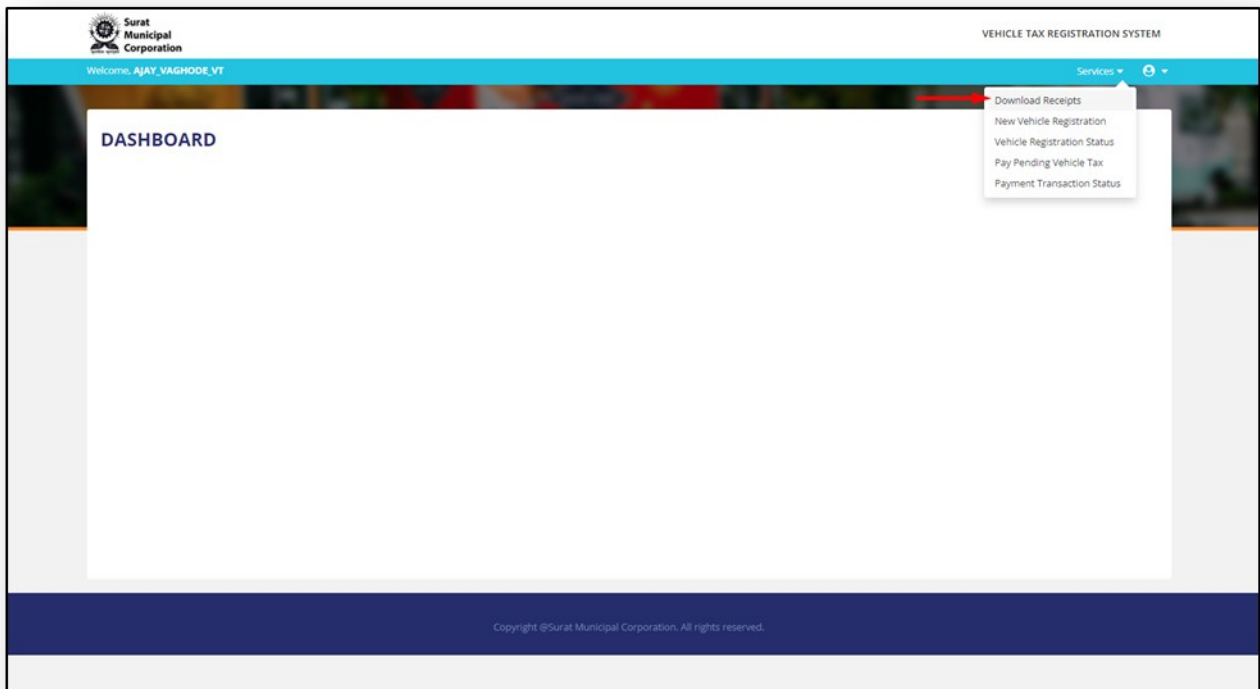 Surat
Municipal
Corporation
VEHICLE TAX REGISTRATION SYSTEM
Welcome, AJAY_VAGHODE_VT
Services
Download Receipts
New Vehicle Registration
Vehicle Registration Status
Pay Pending Vehicle Tax
Payment Transaction Status
DASHBOARD
Copyright @Surat Municipal Corporation. All rights reserved.